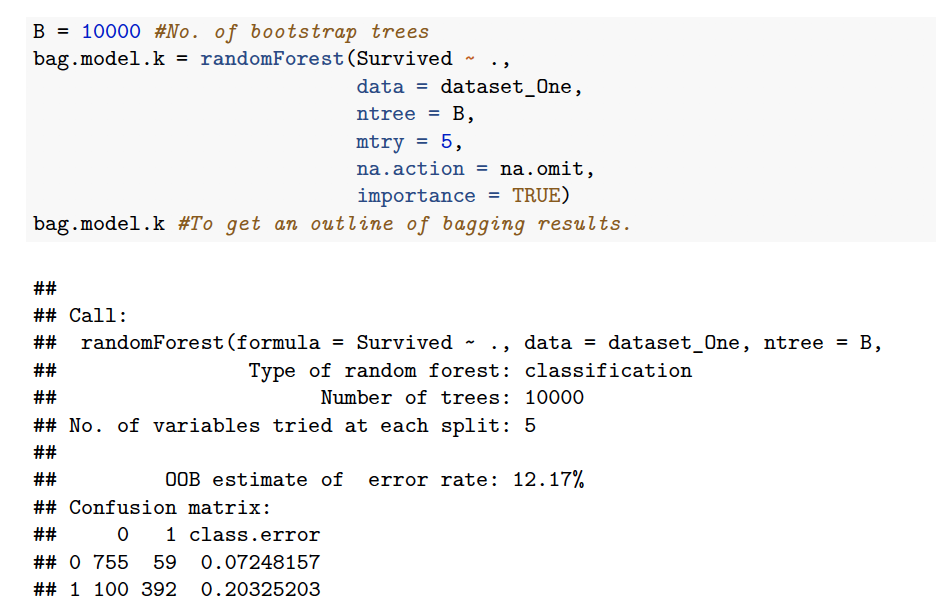 B = 10000 #No. of bootstrap trees
bag.model.k = randomForest(Survived ~ .,
data = dataset_One,
ntree = B,
mtry = 5,
na.action = na.omit,
importance = TRUE)
bag.model.k #To get an outline of bagging results.
##
## Call:
## randomForest(formula = Survived ~ ., data = dataset_One, ntree = B,
## Type of random forest: classification
## Number of trees: 10000
## No. of variables tried at each split: 5
##
## OOB estimate of  error rate: 12.17%
## Confusion matrix:
## 0 1 class.error
## 0 755 59 0.07248157
## 1 100 392 0.20325203